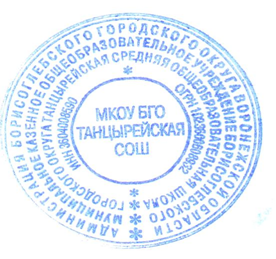 АДМИНИСТРАЦИЯ БОРИСОГЛЕБСКОГО ГОРОДСКОГО ОКРУГА ВОРОНЕЖСКОЙ ОБЛАСТИ
МУНИЦИПАЛЬНОЕ КАЗЕННОЕ ОБЩЕОБРАЗОВАТЕЛЬНОЕ УЧРЕЖДЕНИЕ БОРИСОГЛЕБСКОГО
ГОРОДСКОГО ОКРУГА ТАНЦЫРЕЙСКАЯ СРЕДНЯЯ ОБЩЕОБРАЗОВАТЕЛЬНАЯ ШКОЛА
ИНН
ОГРН
МКОУ БГО
ТАНЦЫРЕЙСКАЯ
СОШ